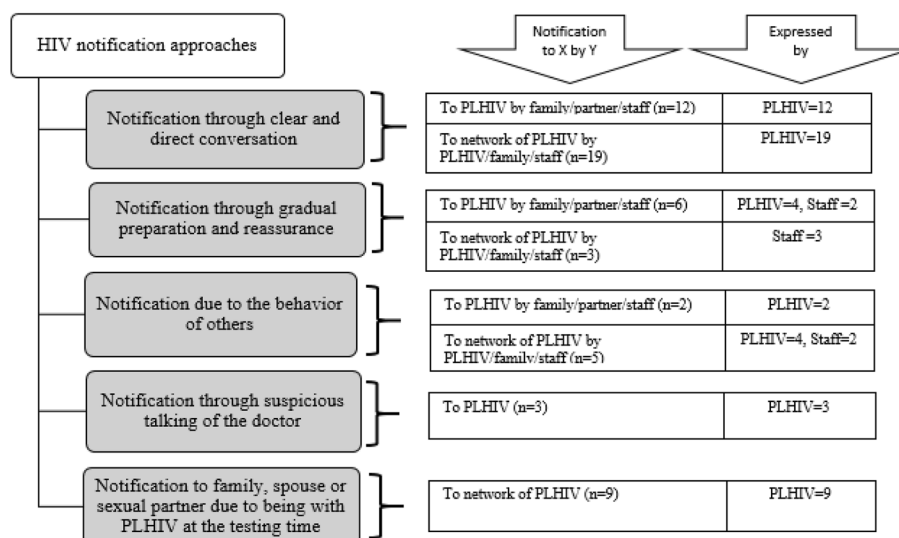 HIV notification approaches
Notification
to X by Y
Expressed
by
Notification through clear and
direct conversation
To PLHIV by family/partner/staff (n=12)
PLHIV=12
To network of PLHIV by
PLHIV/family/staff (n=19)
PLHIV=19
Notification through gradual
preparation and reassurance
To PLHIV by family/partner/staff (n=6)
PLHIV=4, Staff =2
To network of PLHIV by
PLHIV/family/staff (n=3)
Staff =3
Notification due to the behavior
of others
To PLHIV by family/partner/staff (n=2)
PLHIV=2
To network of PLHIV by
PLHIV/family/staff (n=5)
PLHIV=4, Staff=2
Notification through suspicious
talking of the doctor
To PLHIV (n=3)
PLHIV=3
Notification to family, spouse or
sexual partner due to being with
PLHIV at the testing time
To network of PLHIV (n=9)
PLHIV=9